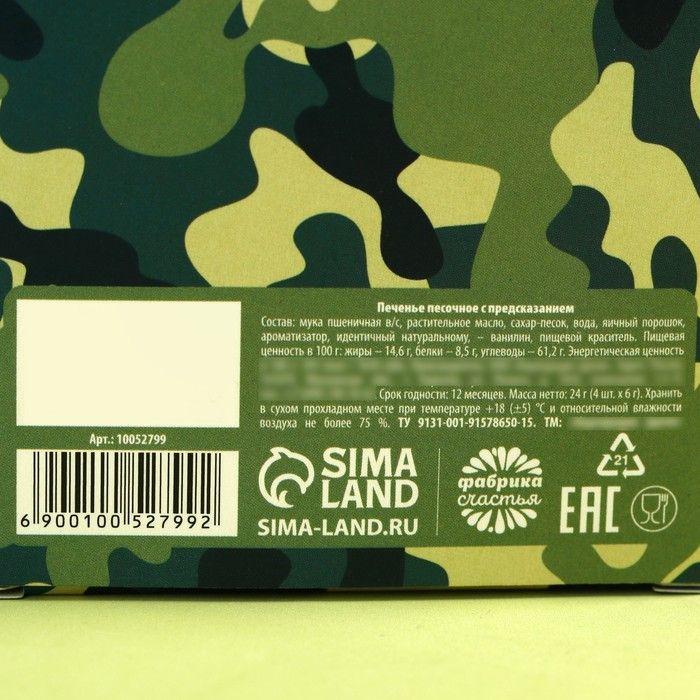 Печенье песочное с предсказанием
Состав: мука пшеничная в/с, растительное масло, сахар-песок, вода, яичный порошок,
ароматизатор, идентичный натуральному, – ванилин, пищевой краситель. Пищевая
ценность в 100 г: жиры – 14,6 г, белки – 8,5 г, углеводы – 61,2 г. Энергетическая ценность
Срок годности: 12 месяцев. Масса нетто: 24 г (4 шт. х 6 г). Хранить
в сухом прохладном месте при температуре +18 (±5) °С и относительной влажности
воздуха не более 75 %. ТУ 9131-001-91578650-15. ТМ:
Арт.: 10052799
6 900100 527992
SIMA
LAND
SIMA-LAND.RU
фабрика
счастья
EAC
21